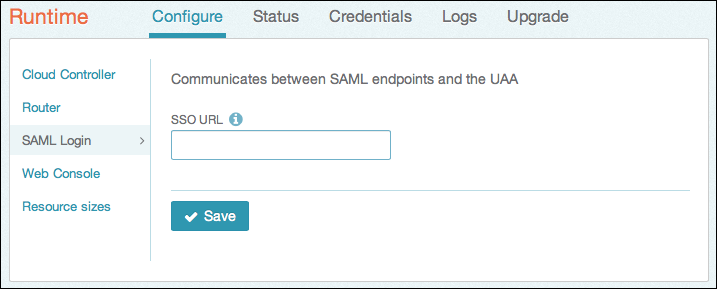 Runtime Configure Status Credentials Logs Upgrade
Cloud Controller
Router
SAML Login
Web Console
Resource sizes
Communicates between SAML endpoints and the UAA
SSO URL
Save